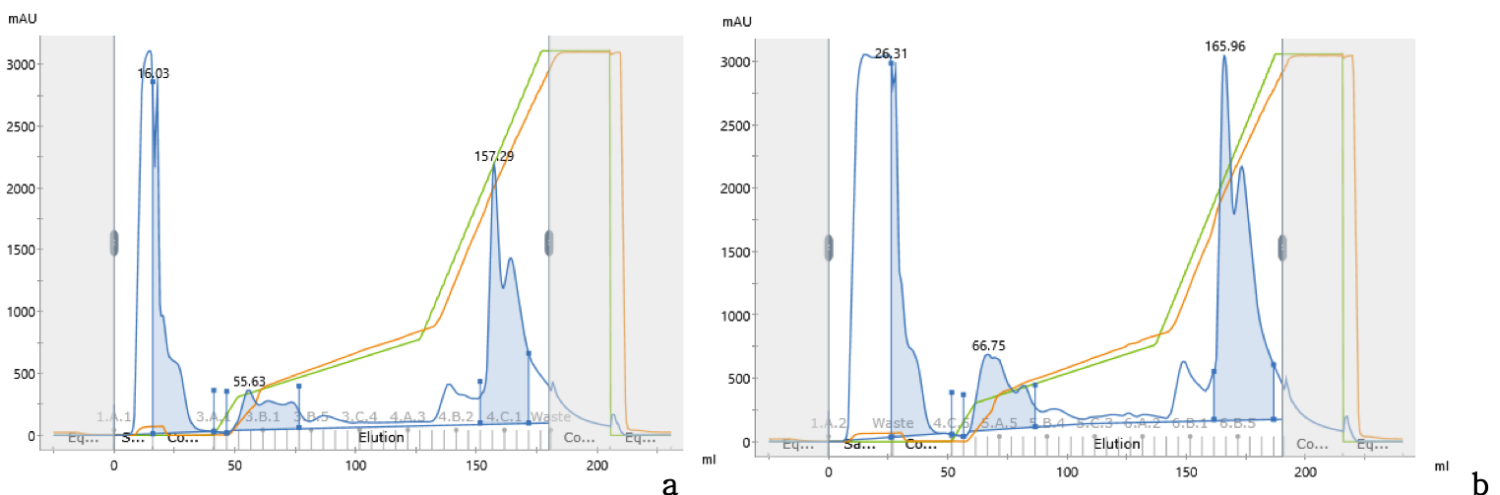 mAU
3000
2500
2000
1500
1000
500
0
16.03
55.63
157.29
1.A.1 3.A.1 3.B.1 3.B.5 3.C.4 4.A.3 4.B.2 4.C.1 Waste
Eq... S... Co... Elution Co... Eq...
0 50 100 150 200 ml
a
mAU
3000
2500
2000
1500
1000
500
0
26.31
66.75
165.96
1.A.2 Waste 4.C.6 5.A.5 5.B.4 5.C.3 6.A.2 6.B.1 6.B.5
Eq... Sa... Co... Elution Co... Eq...
0 50 100 150 200 ml
b